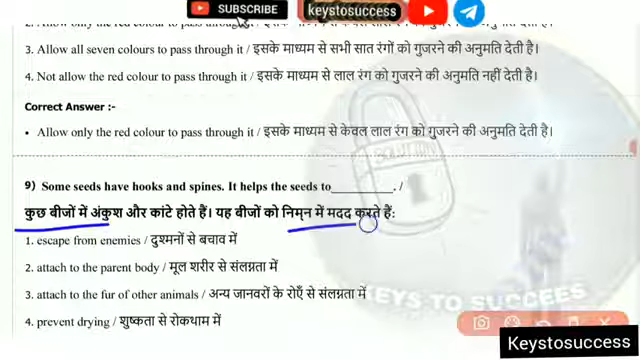 SUBSCRIBE
keystosuccess
3. Allow all seven colours to pass through it / इसके माध्यम से सभी सात रंगों को गुजरने की अनुमति देती है।
4. Not allow the red colour to pass through it / इसके माध्यम से लाल रंग को गुजरने की अनुमति नहीं देती है।
Correct Answer :-
• Allow only the red colour to pass through it / इसके माध्यम से केवल लाल रंग को गुजरने की अनुमति देती है।
9) Some seeds have hooks and spines. It helps the seeds to__________. /
कुछ बीजों में अंकुश और कांटे होते हैं। यह बीजों को निम्न में मदद करते हैं:
1. escape from enemies / दुश्मनों से बचाव में
2. attach to the parent body / मूल शरीर से संलग्नता में
3. attach to the fur of other animals / अन्य जानवरों के रोएँ से संलग्नता में
4. prevent drying / शुष्कता से रोकथाम में
SOLUTION
KEYS TO SUCCESS
Keystosuccess